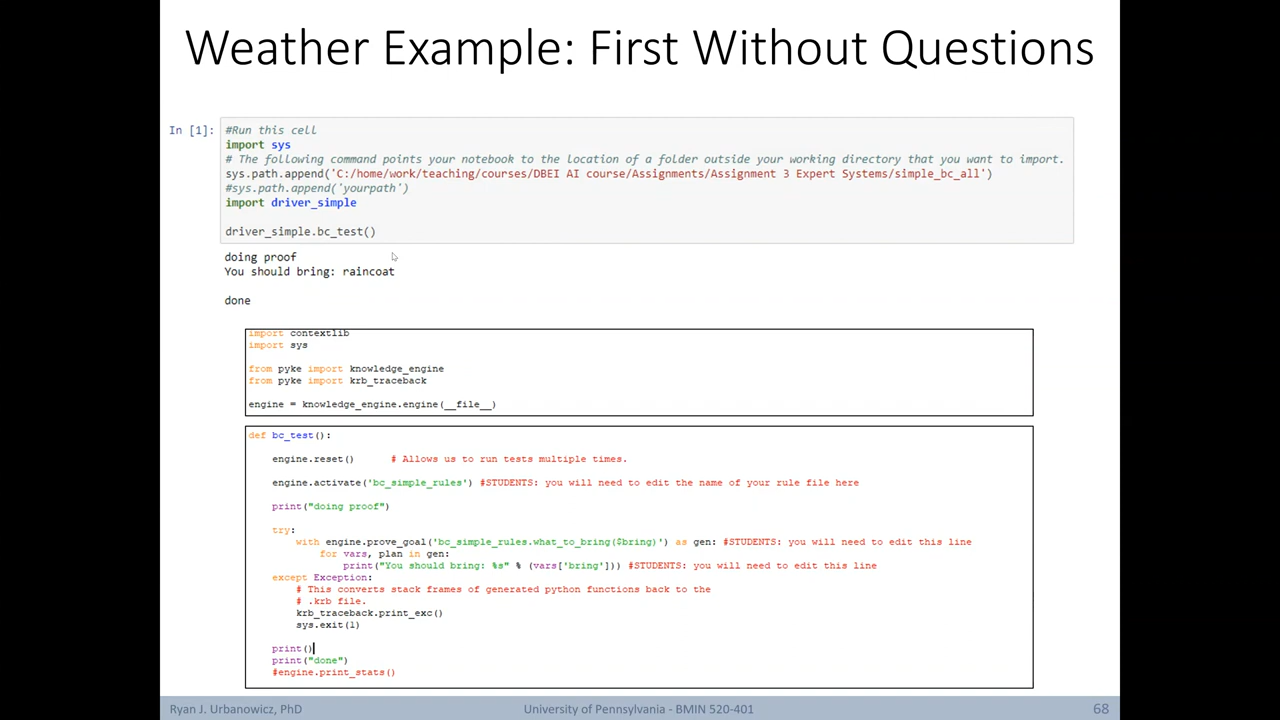 Weather Example: First Without Questions
In [1]:
#Run this cell
import sys
# The following command points your notebook to the location of a folder outside your working directory that you want to import.
sys.path.append('C:/home/work/teaching/courses/DBEI AI course/Assignments/Assignment 3 Expert Systems/simple_bc_all')
#sys.path.append('yourpath')
import driver_simple
driver_simple.bc_test()
doing proof
You should bring: raincoat
done
import contextlib
import sys
from pyke import knowledge_engine
from pyke import krb_traceback
engine = knowledge_engine.engine(__file__)
def bc_test():
engine.reset() # Allows us to run tests multiple times.
engine.activate('bc_simple_rules') #STUDENTS: you will need to edit the name of your rule file here
print("doing proof")
try:
with engine.prove_goal('bc_simple_rules.what_to_bring($bring)') as gen: #STUDENTS: you will need to edit this line
for vars, plan in gen:
print("You should bring: %s" % (vars['bring'])) #STUDENTS: you will need to edit this line
except Exception:
# This converts stack frames of generated python functions back to the
# .krb file.
krb_traceback.print_exc()
sys.exit(1)
print()
print("done")
#engine.print_stats()
Ryan J. Urbanowicz, PhD
University of Pennsylvania - BMIN 520-401
68